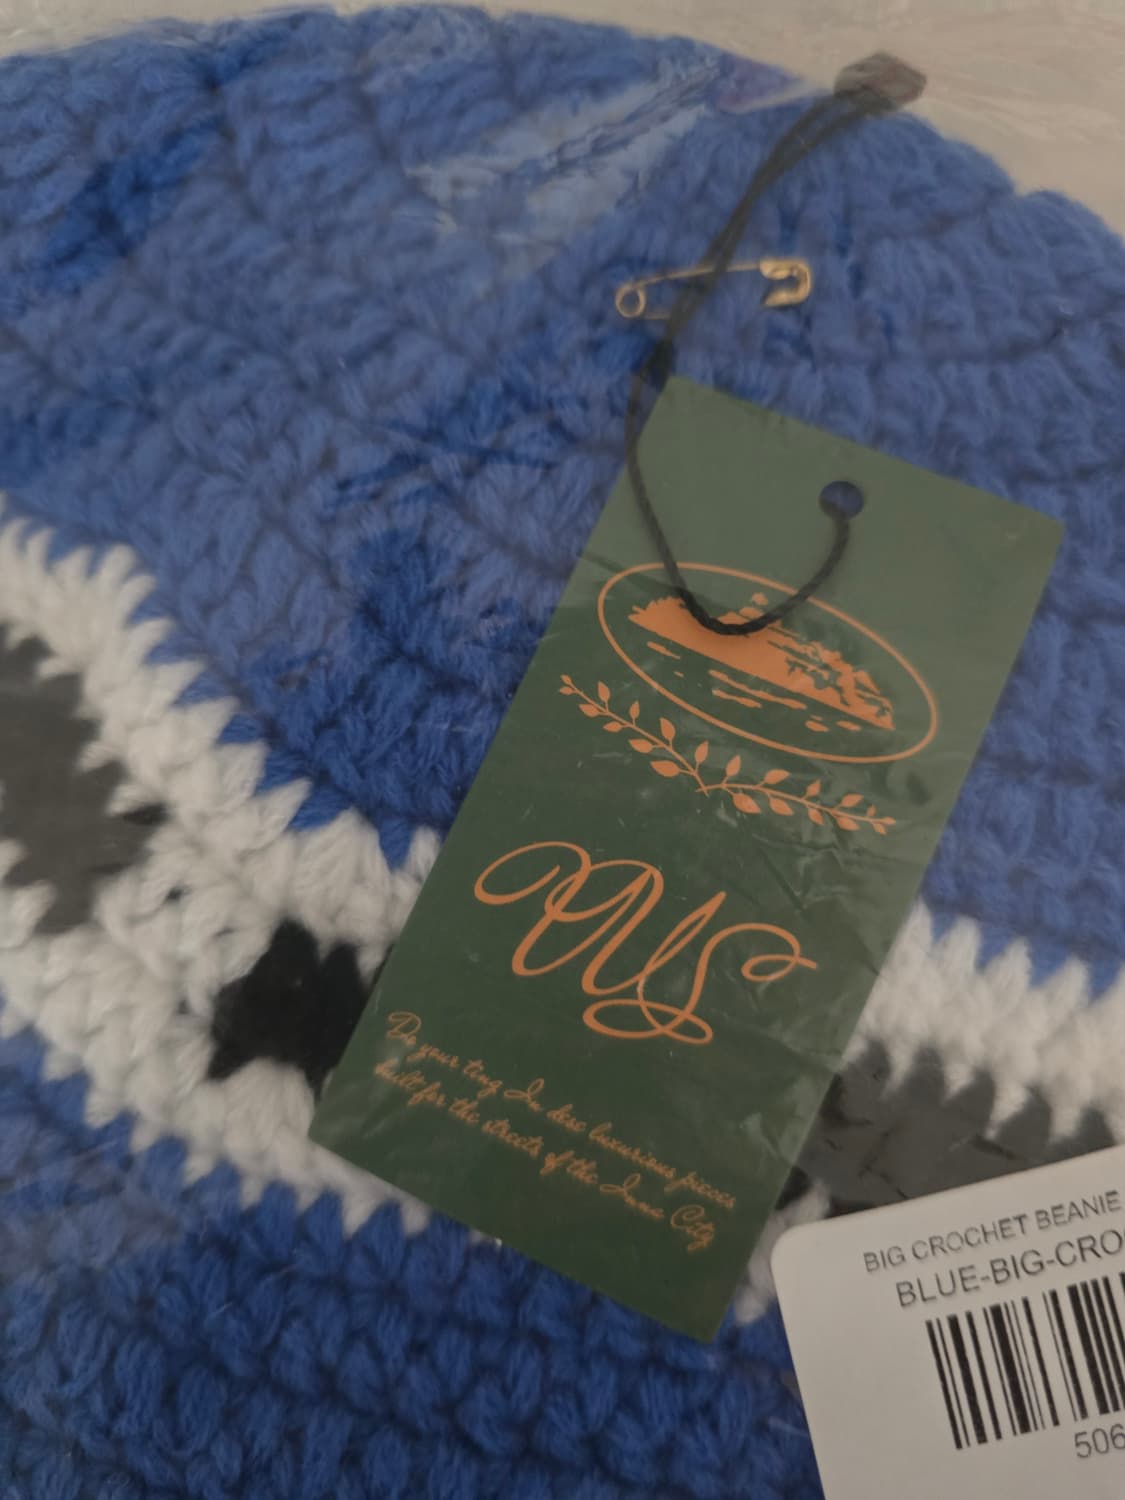 Do your ting In dese luxurious pieces
built for the streets of the Inna City
BIG CROCHET BEANIE
BLUE-BIG-CRO
506